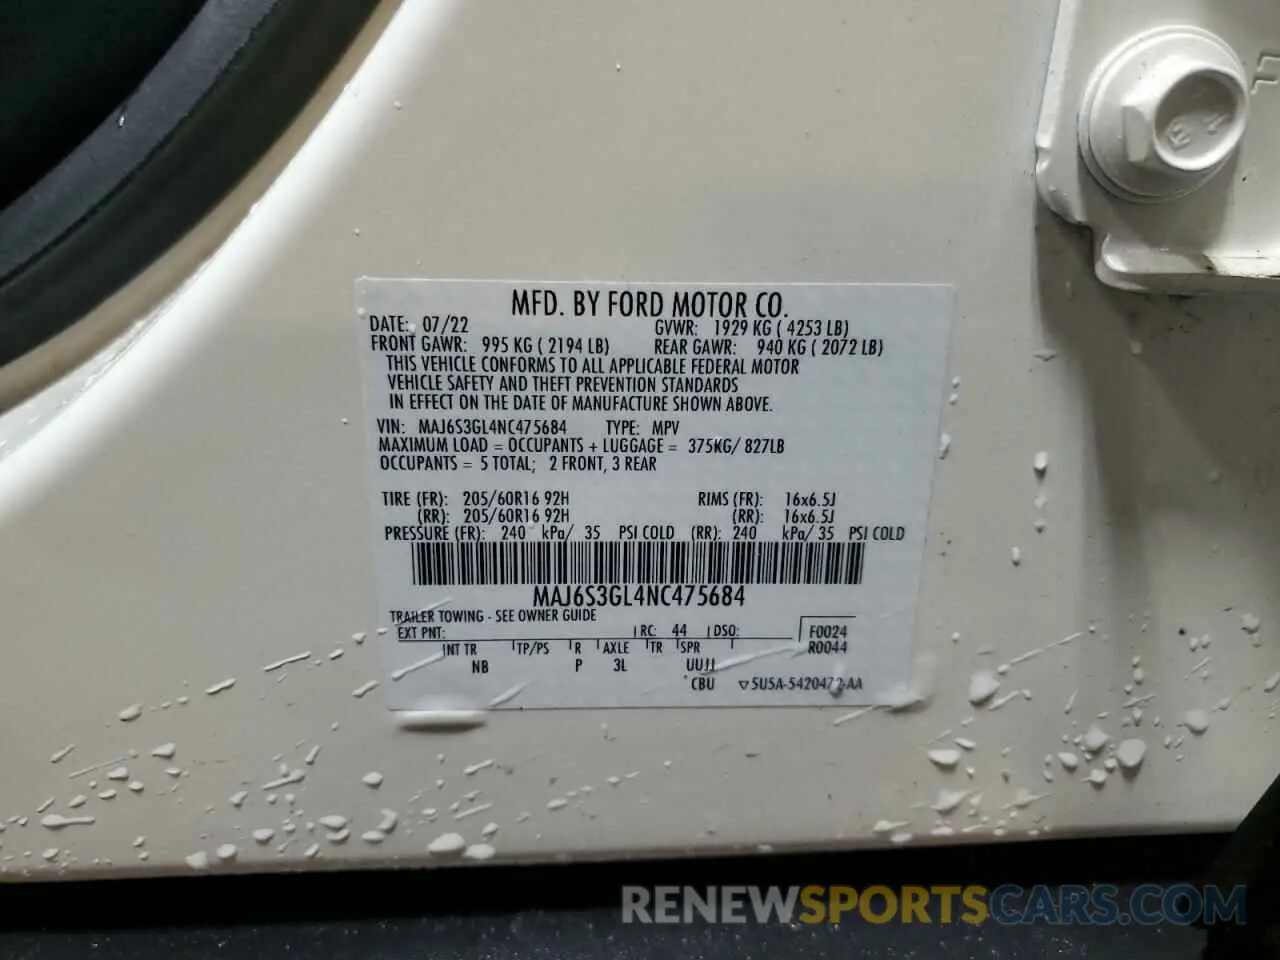 MFD. BY FORD MOTOR CO.
DATE: 07/22 GVWR: 1929 KG ( 4253 LB)
FRONT GAWR: 995 KG ( 2194 LB) REAR GAWR: 940 KG ( 2072 LB)
THIS VEHICLE CONFORMS TO ALL APPLICABLE FEDERAL MOTOR
VEHICLE SAFETY AND THEFT PREVENTION STANDARDS
IN EFFECT ON THE DATE OF MANUFACTURE SHOWN ABOVE.
VIN: MAJ6S3GL4NC475684 TYPE: MPV
MAXIMUM LOAD = OCCUPANTS + LUGGAGE = 375KG/ 827LB
OCCUPANTS = 5 TOTAL; 2 FRONT, 3 REAR
TIRE (FR): 205/60R16 92H RIMS (FR): 16x6.5J
(RR): 205/60R16 92H (RR): 16x6.5J
PRESSURE (FR): 240 kPa/ 35 PSI COLD (RR): 240 kPa/ 35 PSI COLD
MAJ6S3GL4NC475684
TRAILER TOWING - SEE OWNER GUIDE
EXT PNT: RC: 44 DSO: F0024
INT TR TP/PS R AXLE TR SPR R0044
NB P 3L UUJJ
CBU SU5A-5420472-AA
RENEWSPORTSCARS.COM